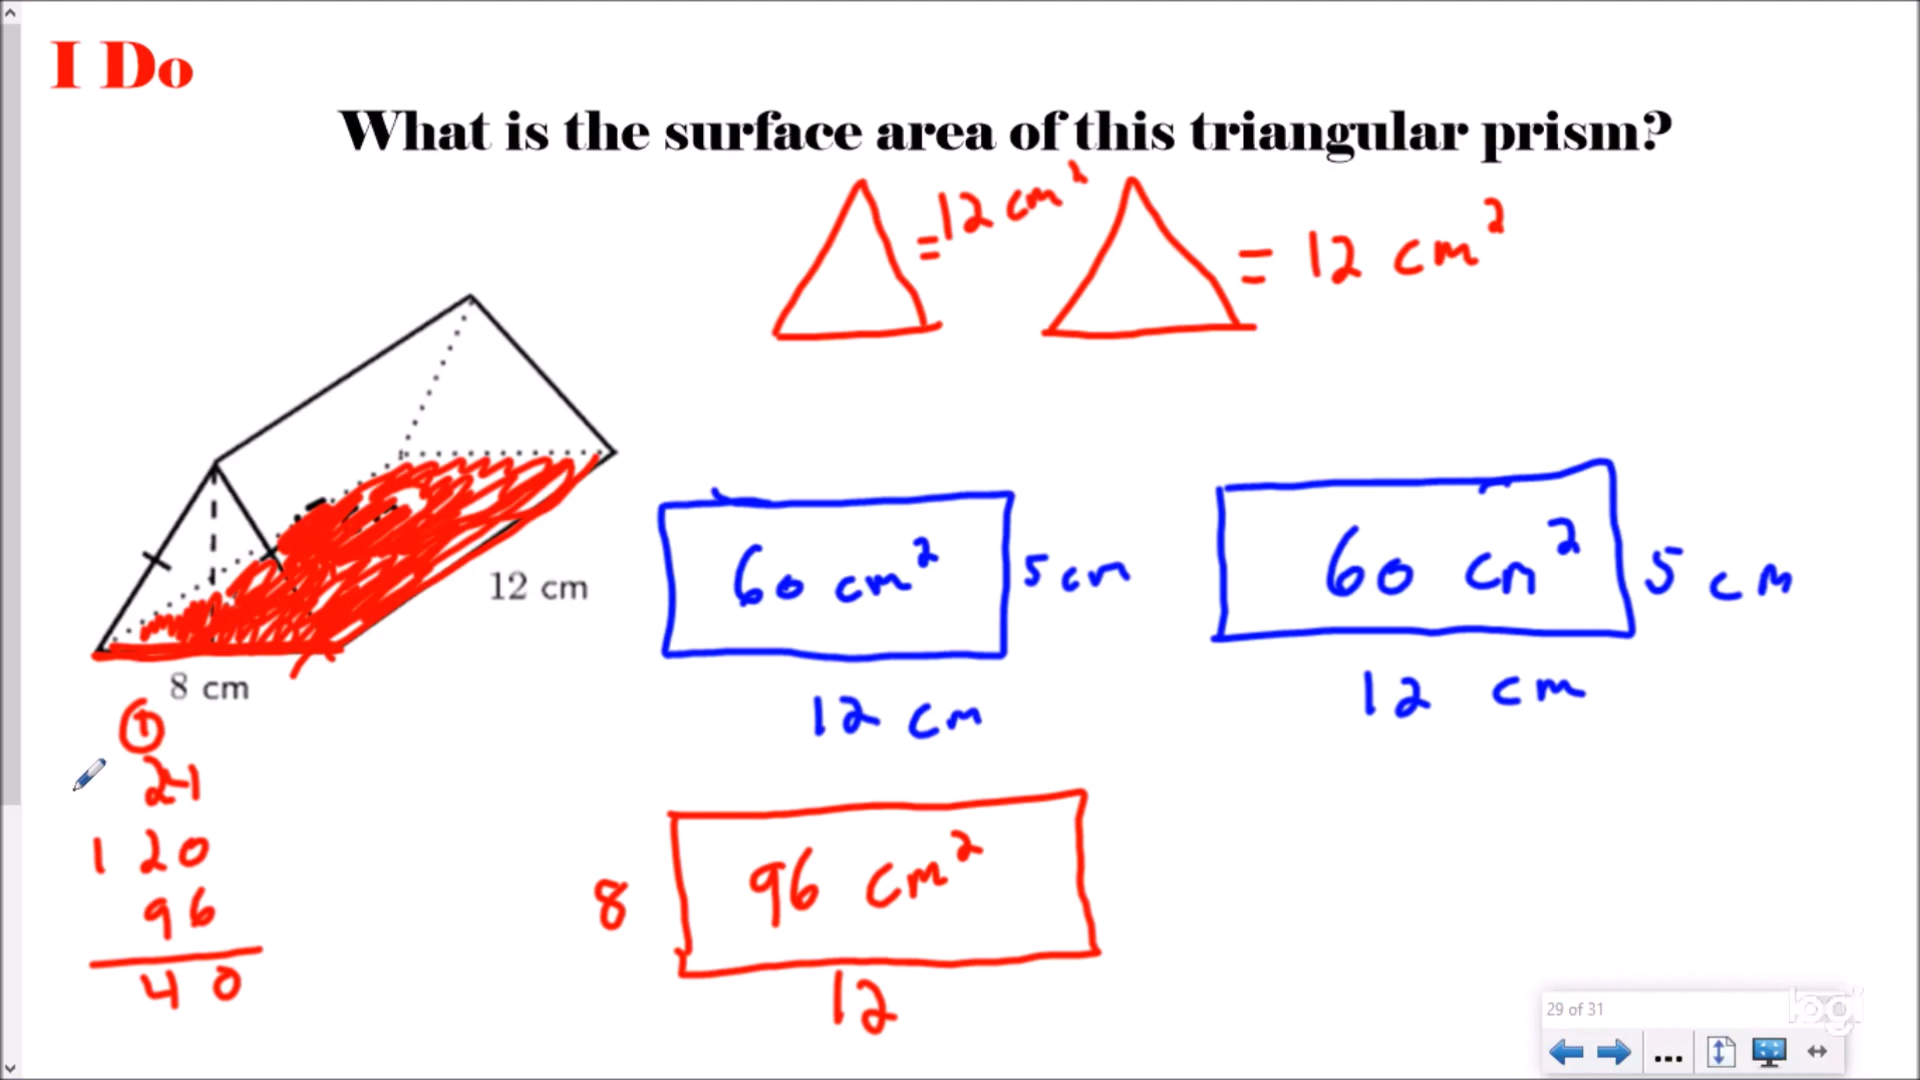 I Do
What is the surface area of this triangular prism?
= 12 cm²
= 12 cm²
12 cm
8 cm
60 cm²
5 cm
12 cm
60 cm²
5 cm
12 cm
1
120
96
40
8
96 cm²
12
29 of 31
logi